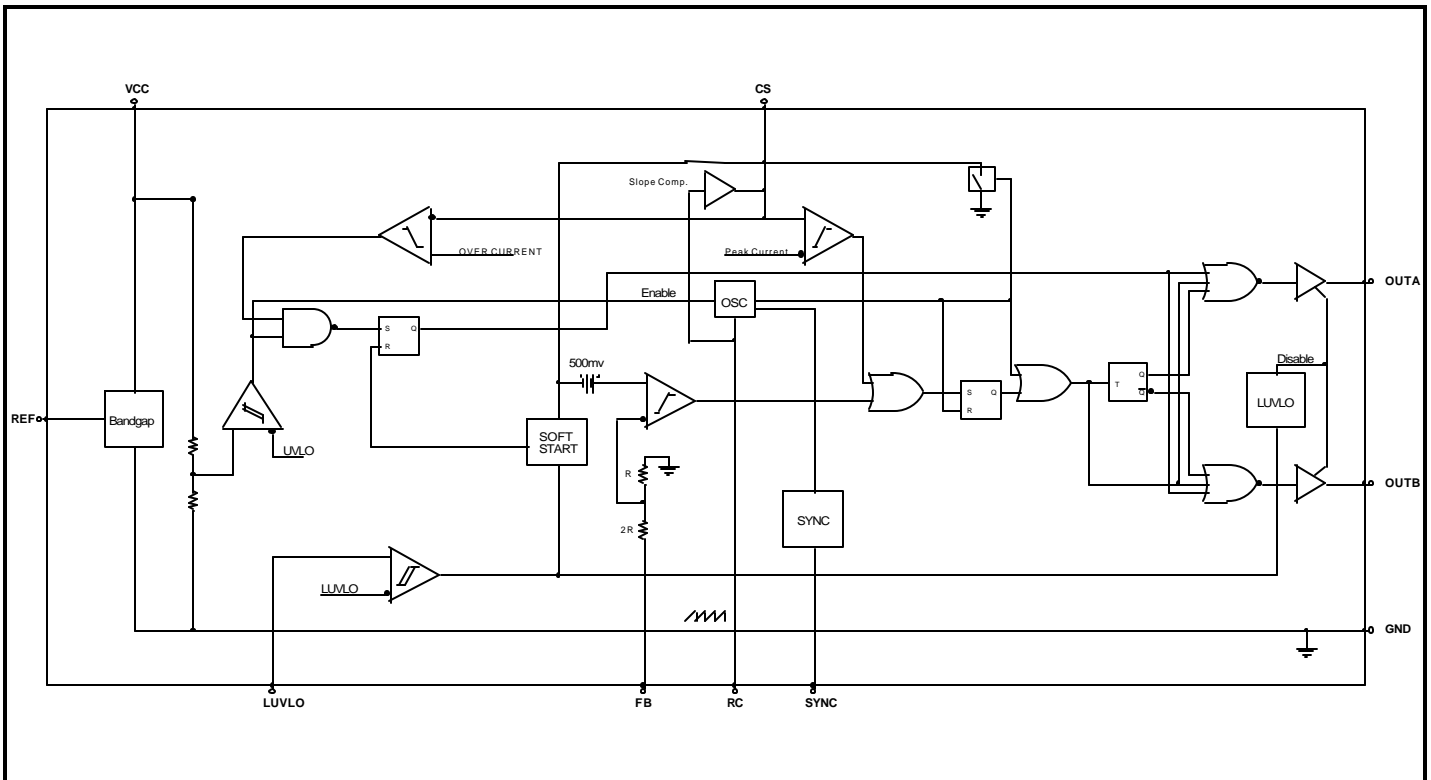 VCC
CS
Slope Comp.
OVER CURRENT
Peak Current
OUTA
Enable
OSC
S Q
R
500mv
Disable
LUVLO
Q
T
Q
S Q
R
REF
Bandgap
UVLO
SOFT
START
R
2R
SYNC
OUTB
LUVLO
GND
LUVLO
FB
RC
SYNC